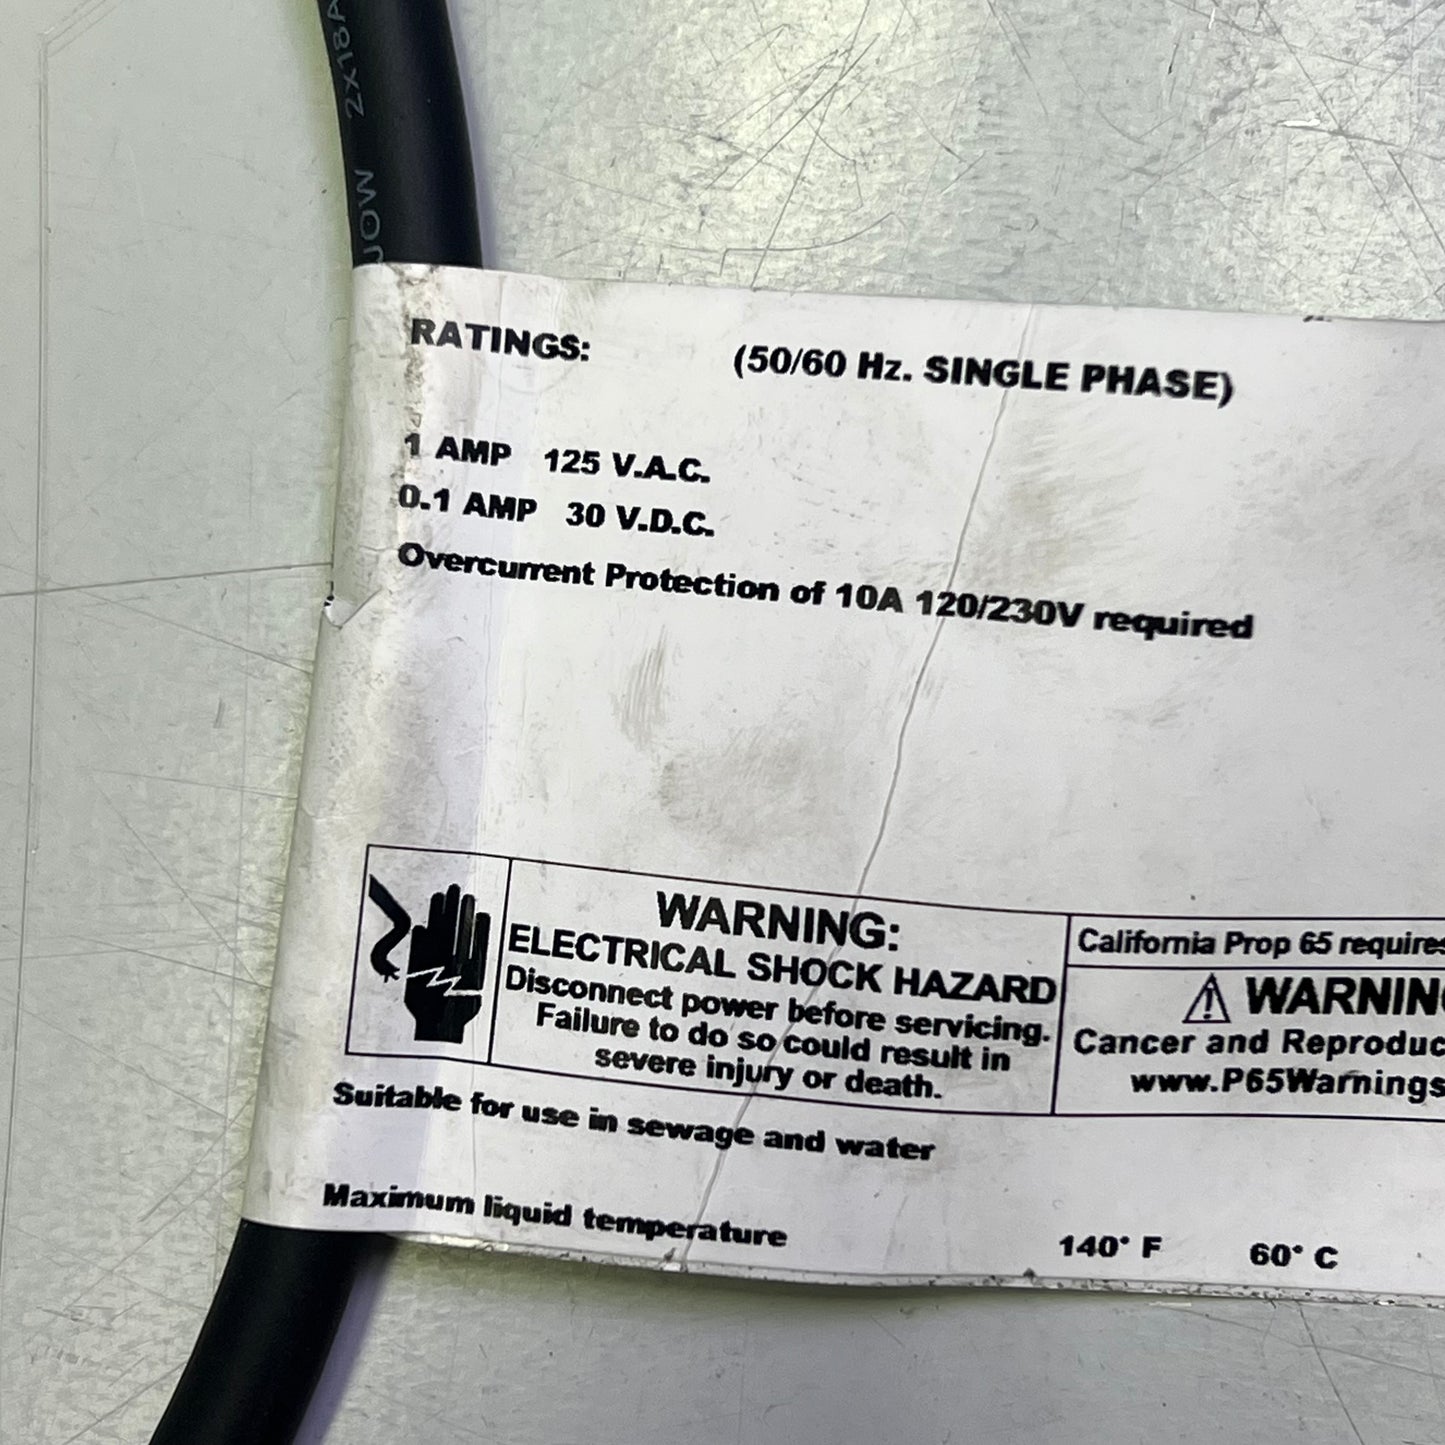 2X18A
JOW
RATINGS: (50/60 Hz. SINGLE PHASE)
1 AMP 125 V.A.C.
0.1 AMP 30 V.D.C.
Overcurrent Protection of 10A 120/230V required
WARNING:
ELECTRICAL SHOCK HAZARD
Disconnect power before servicing.
Failure to do so could result in
severe injury or death.
California Prop 65 requires
WARNING
Cancer and Reproduc
www.P65Warnings
Suitable for use in sewage and water
Maximum liquid temperature 140° F 60° C